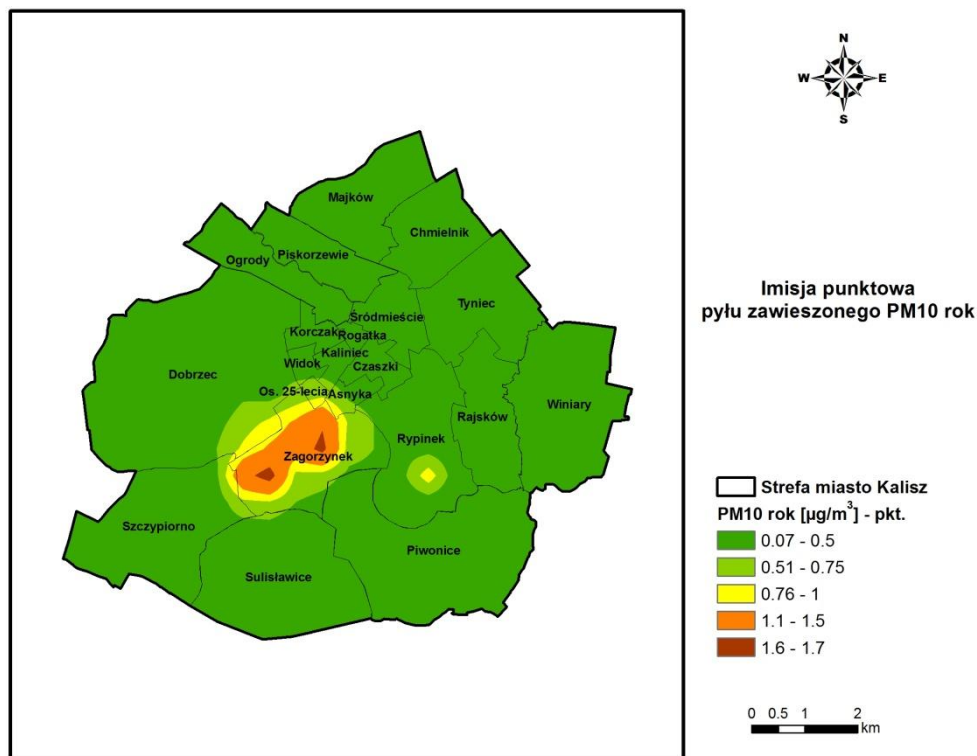 N
W E
S
Imisja punktowa
pyłu zawieszonego PM10 rok
Majków
Chmielnik
Piskorzewie
Ogrody
Tyniec
Śródmieście
Korczak
Rogatka
Kaliniec
Widok
Czaszki
Dobrzec
Os. 25-lecia
Asnyka
Winiary
Rajsków
Rypinek
Zagorzynek
Szczypiorno
Piwonice
Sulisławice
Strefa miasto Kalisz
PM10 rok [µg/m³] - pkt.
0.07 - 0.5
0.51 - 0.75
0.76 - 1
1.1 - 1.5
1.6 - 1.7
0 0.5 1 2
km